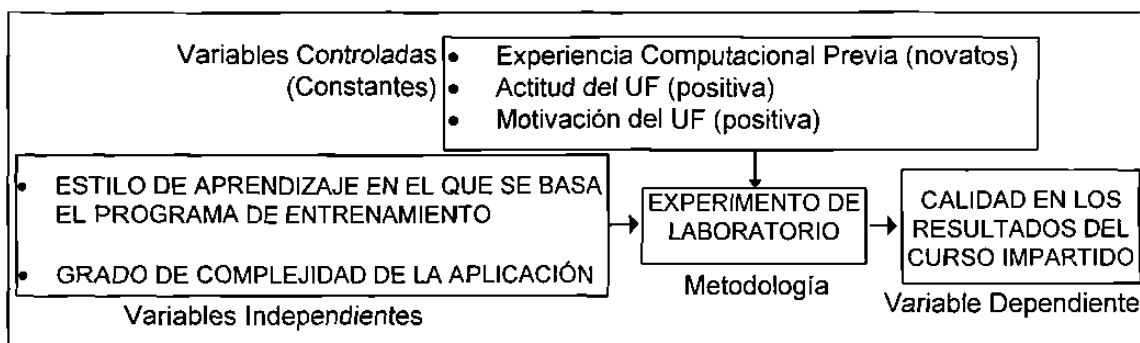 Variables Controladas
(Constantes)
• Experiencia Computacional Previa (novatos)
• Actitud del UF (positiva)
• Motivación del UF (positiva)
• ESTILO DE APRENDIZAJE EN EL QUE SE BASA
EL PROGRAMA DE ENTRENAMIENTO
• GRADO DE COMPLEJIDAD DE LA APLICACIÓN
Variables Independientes
EXPERIMENTO DE
LABORATORIO
Metodología
CALIDAD EN LOS
RESULTADOS DEL
CURSO IMPARTIDO
Variable Dependiente